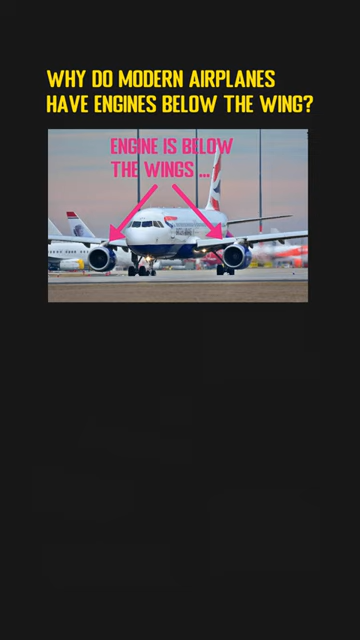 WHY DO MODERN AIRPLANES
HAVE ENGINES BELOW THE WING?
ENGINE IS BELOW
THE WINGS ...